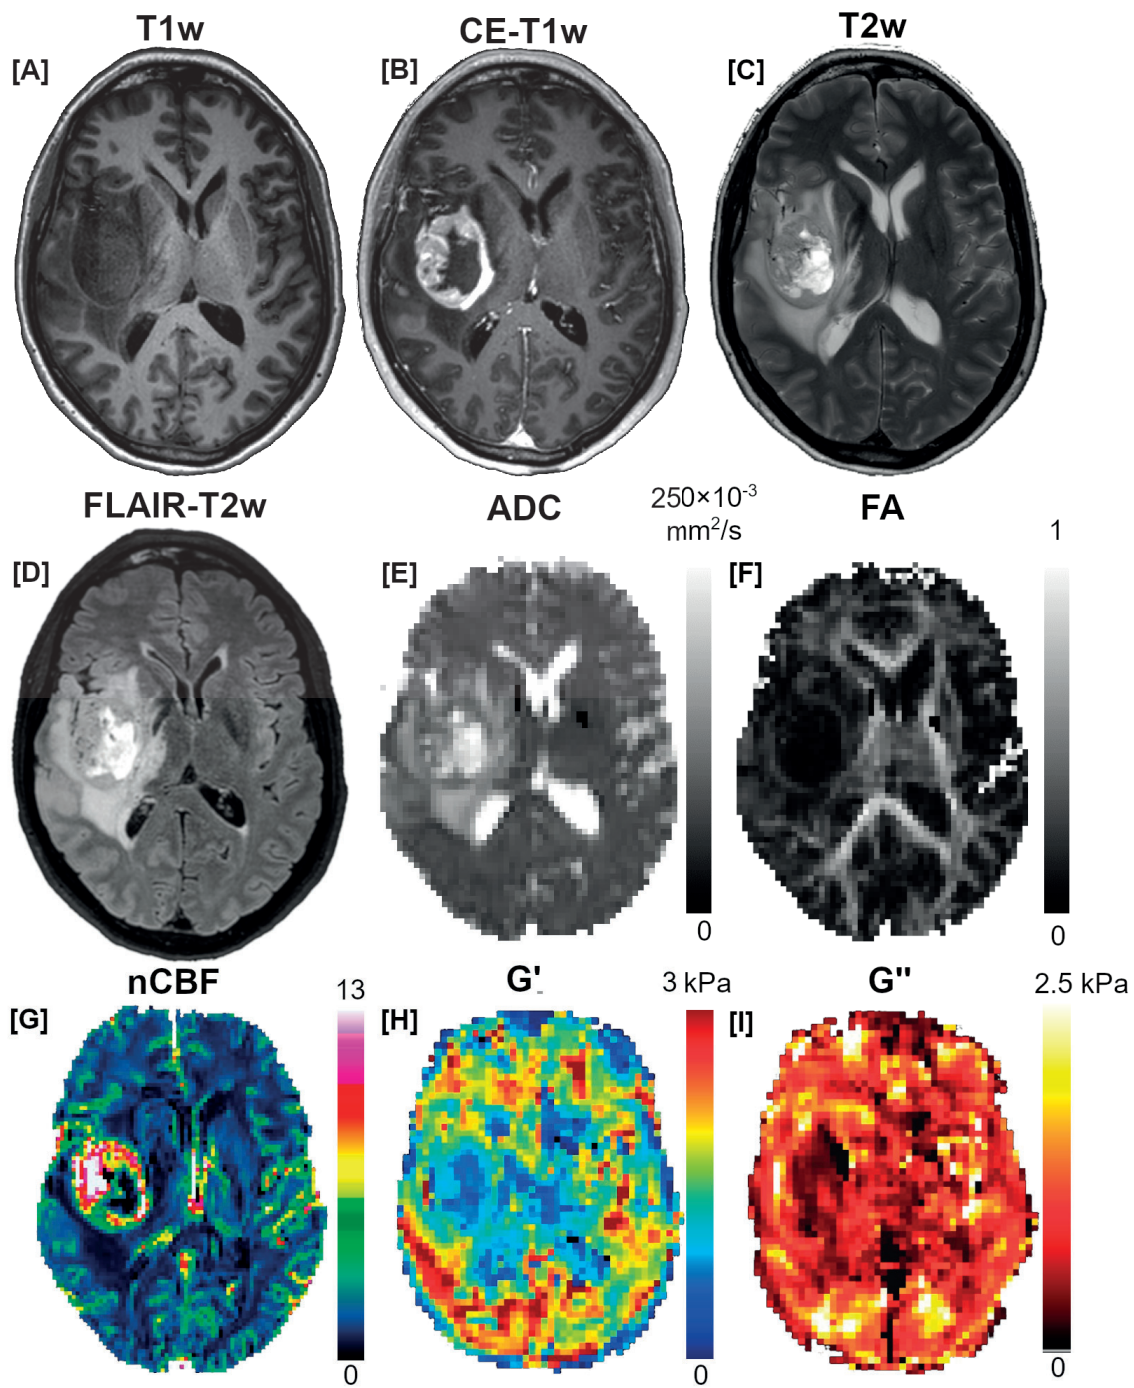 T1w
CE-T1w
T2w
[A]
[B]
[C]
FLAIR-T2w
ADC
250×10⁻³
mm²/s
FA
1
[D]
[E]
[F]
0
0
nCBF
13
G'
3 kPa
G"
2.5 kPa
[G]
[H]
[I]
0
0
0